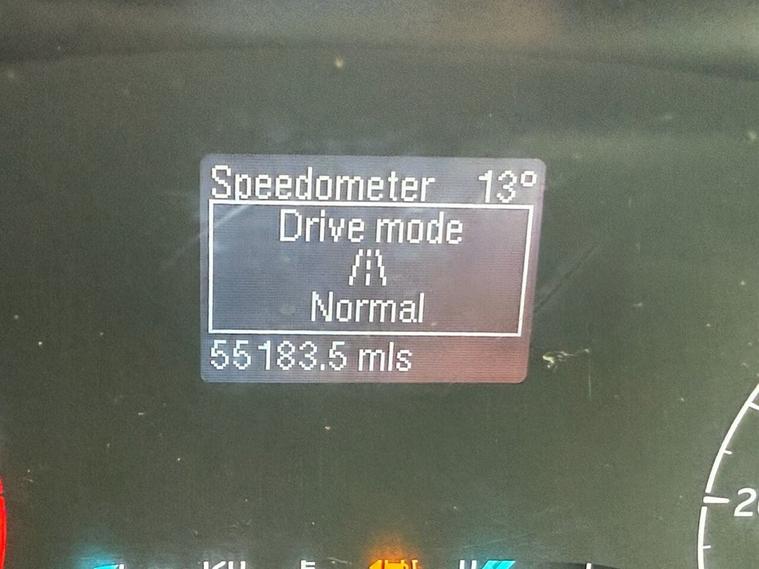 Speedometer 13°
Drive mode
Normal
55183.5 mls